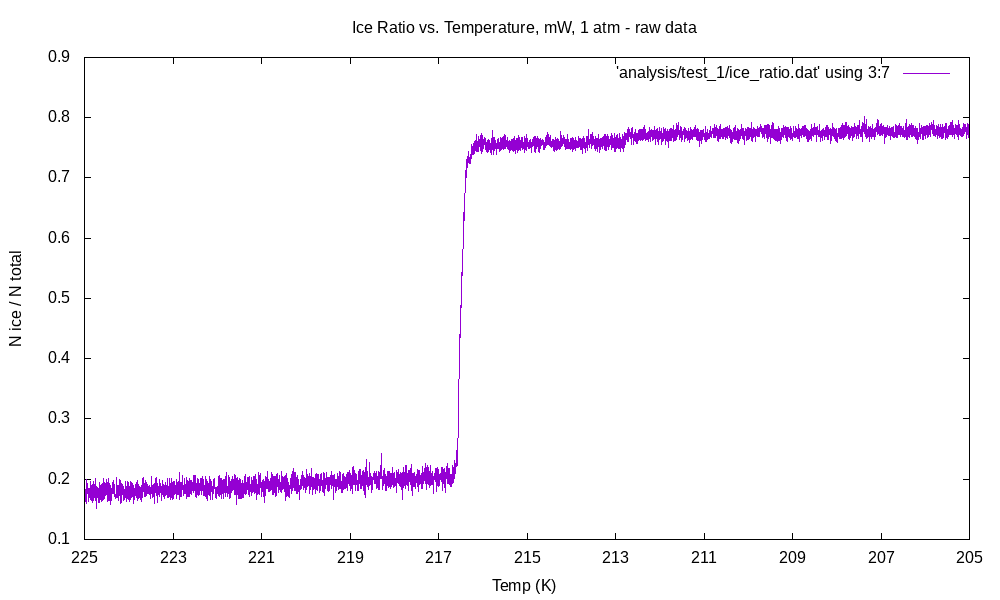 Ice Ratio vs. Temperature, mW, 1 atm - raw data
'analysis/test_1/ice_ratio.dat' using 3:7
N ice / N total
0.9
0.8
0.7
0.6
0.5
0.4
0.3
0.2
0.1
225 223 221 219 217 215 213 211 209 207 205
Temp (K)